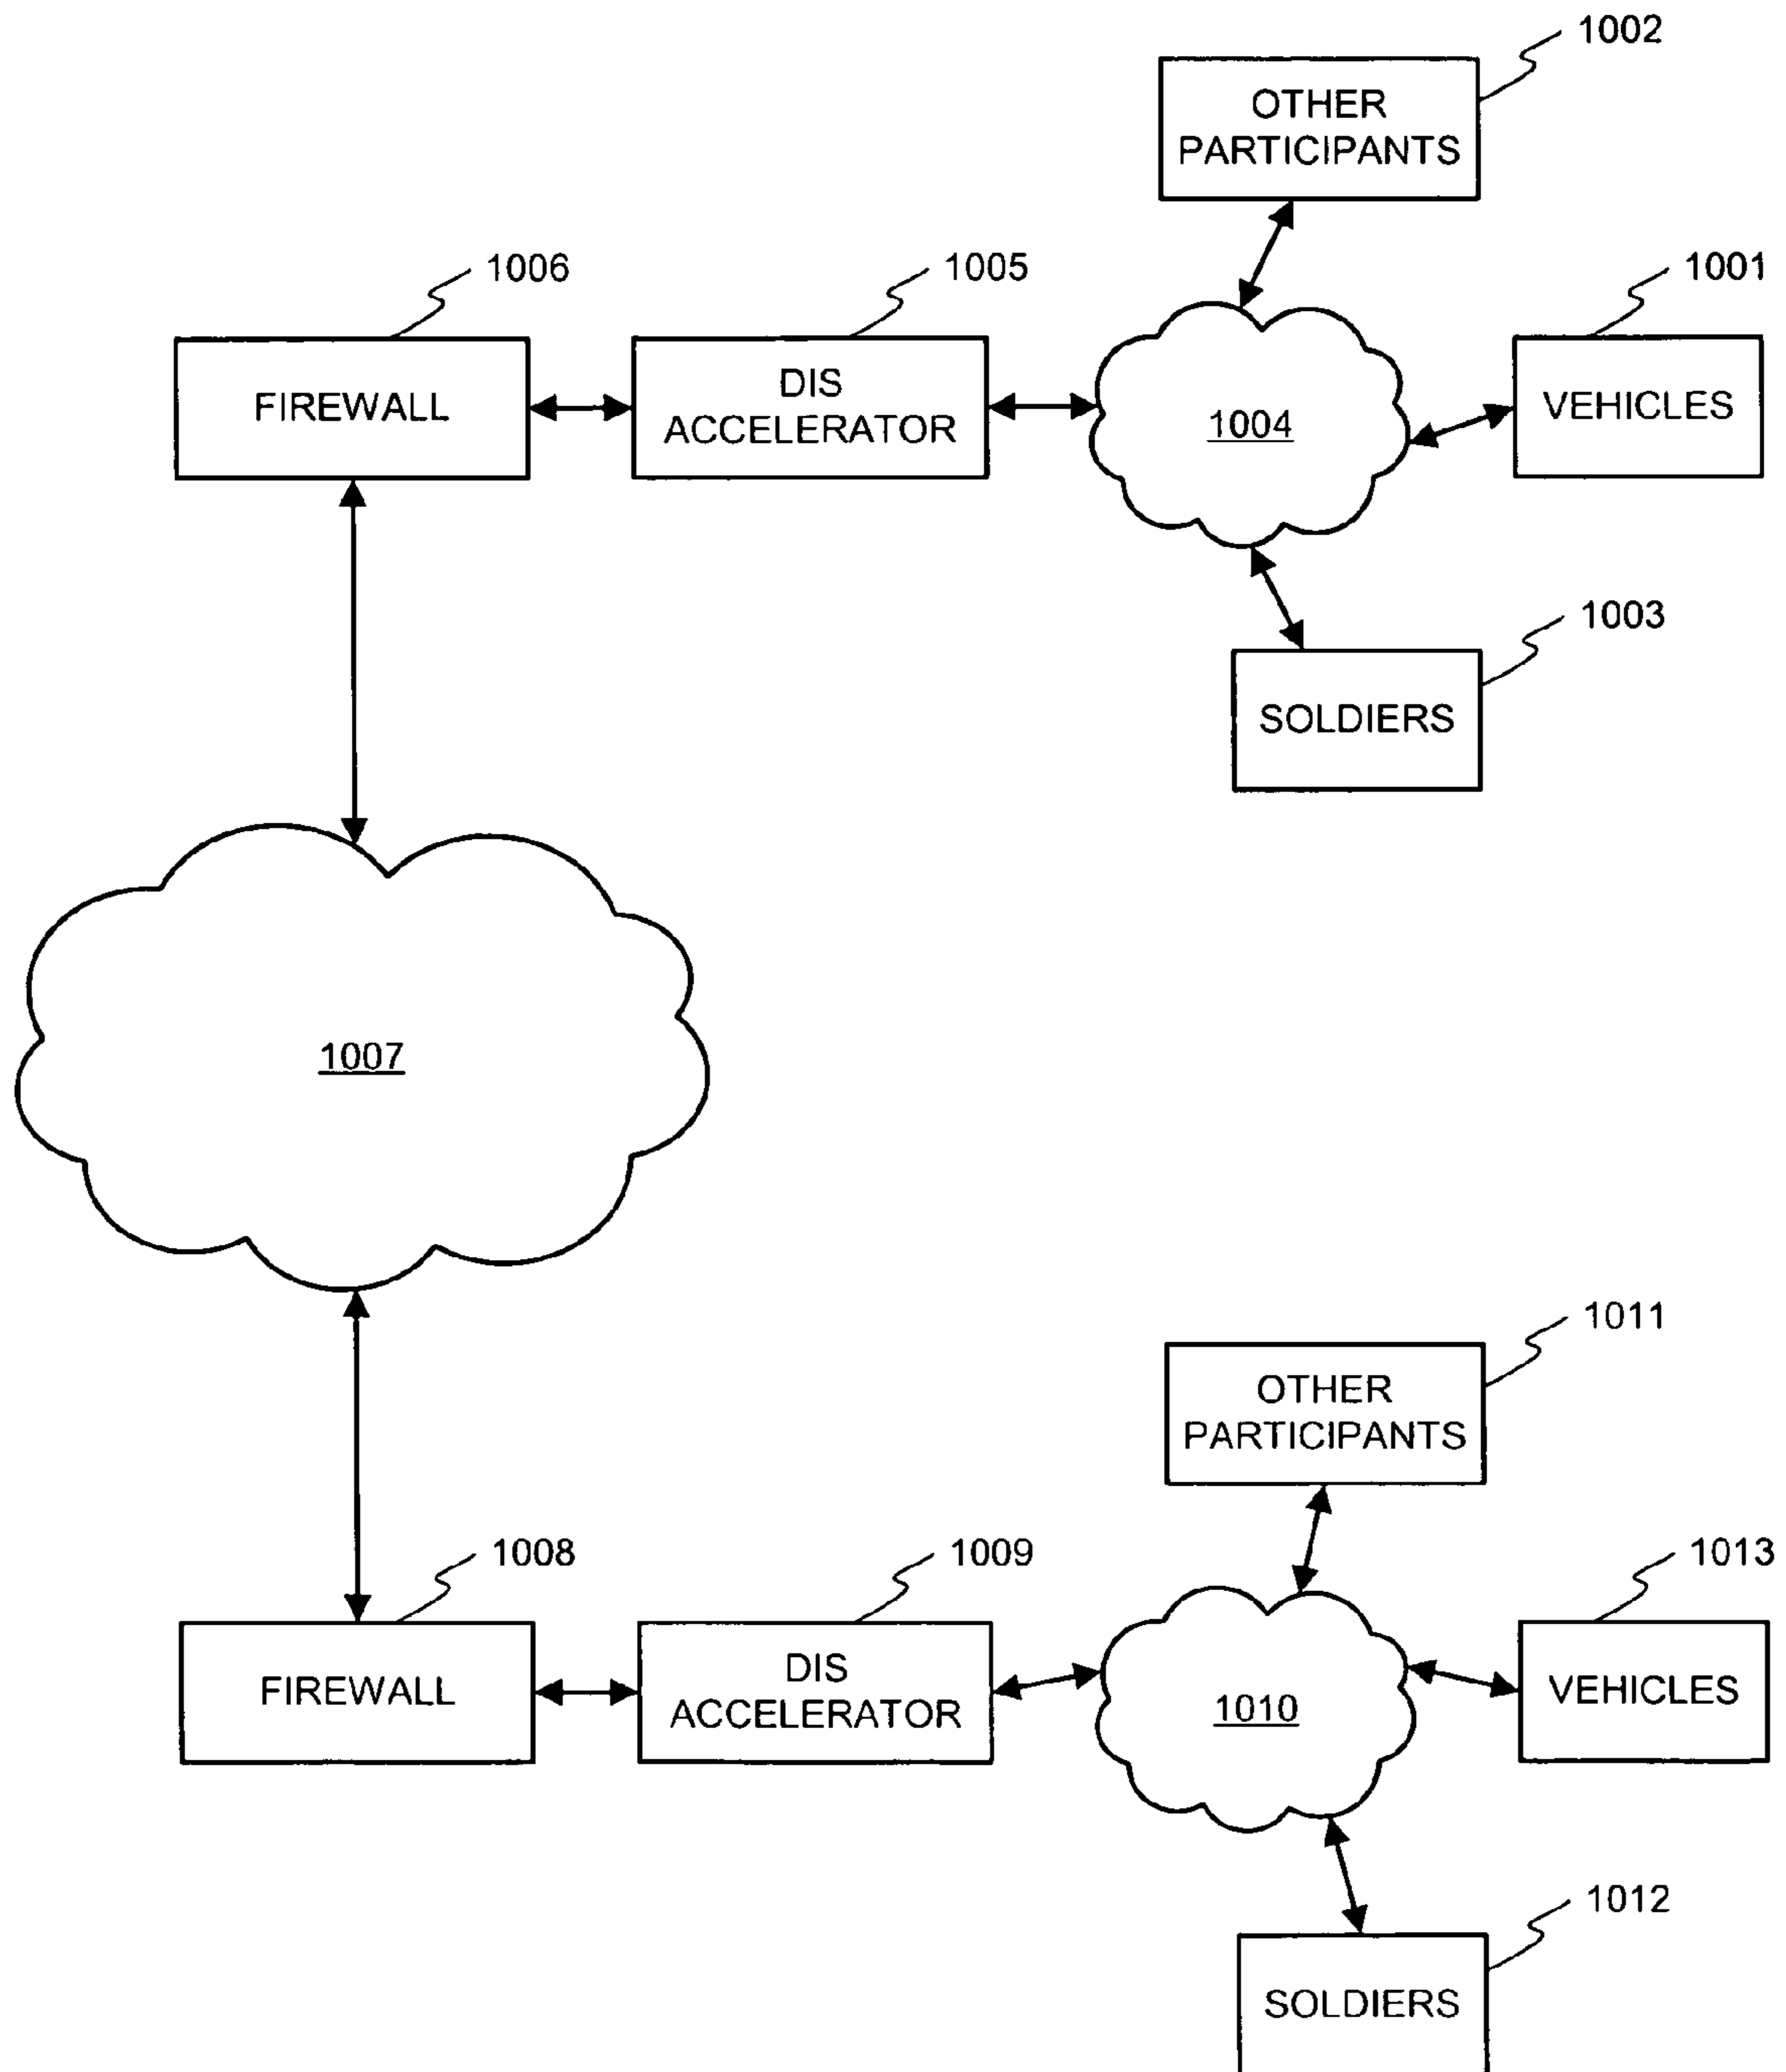 1002
OTHER
PARTICIPANTS
1006
1005
1001
FIREWALL
DIS
ACCELERATOR
1004
VEHICLES
1003
SOLDIERS
1007
1011
OTHER
PARTICIPANTS
1008
1009
1013
FIREWALL
DIS
ACCELERATOR
1010
VEHICLES
1012
SOLDIERS